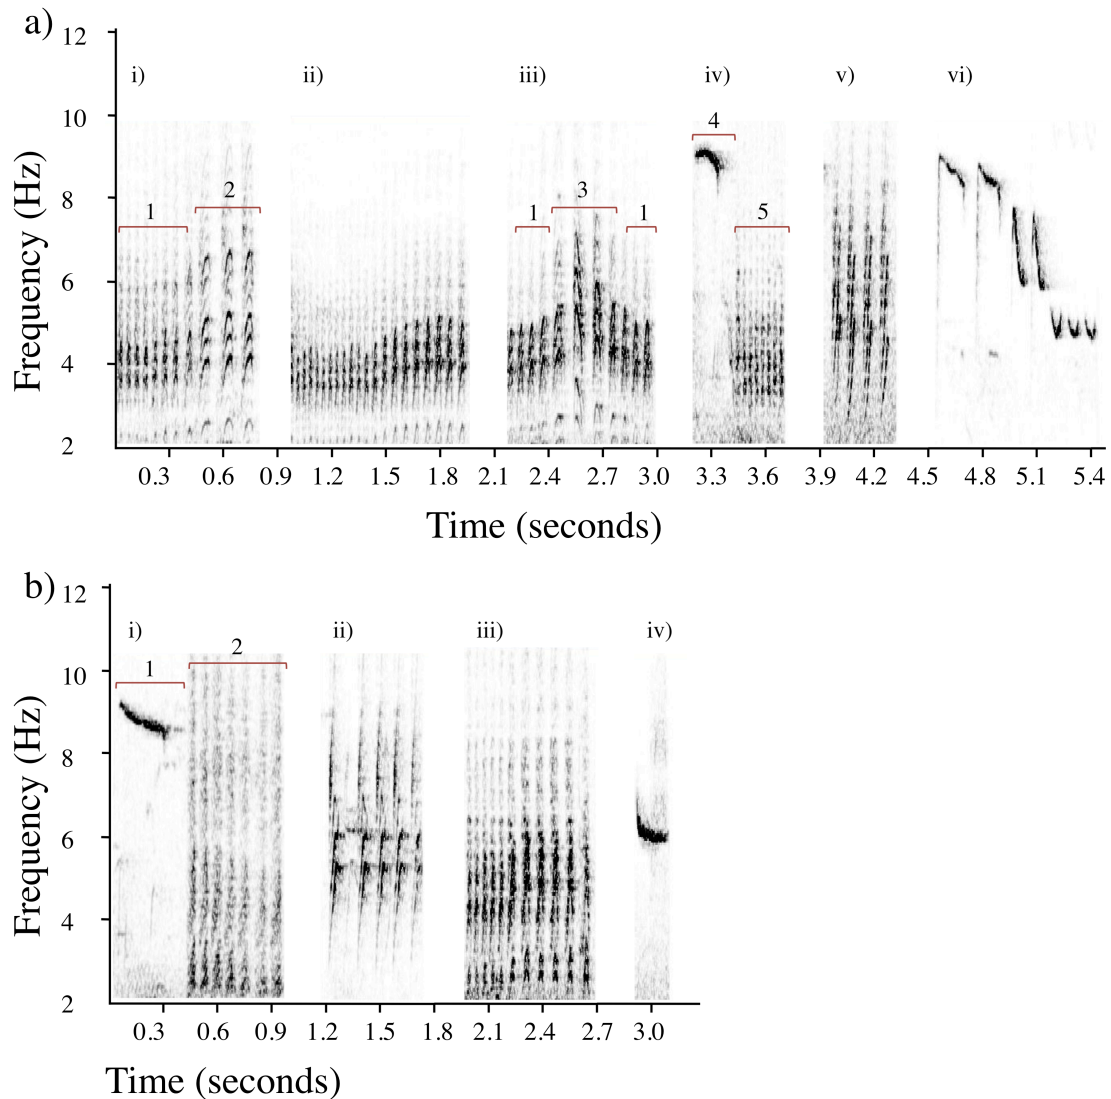 a)
12
i) ii) iii) iv) v) vi)
10
4
8
2 3
1 1 1 5
6
4
2
0.3 0.6 0.9 1.2 1.5 1.8 2.1 2.4 2.7 3.0 3.3 3.6 3.9 4.2 4.5 4.8 5.1 5.4
Frequency (Hz)
Time (seconds)
b)
12
i) ii) iii) iv)
2
1
10
8
6
4
2
0.3 0.6 0.9 1.2 1.5 1.8 2.1 2.4 2.7 3.0
Frequency (Hz)
Time (seconds)